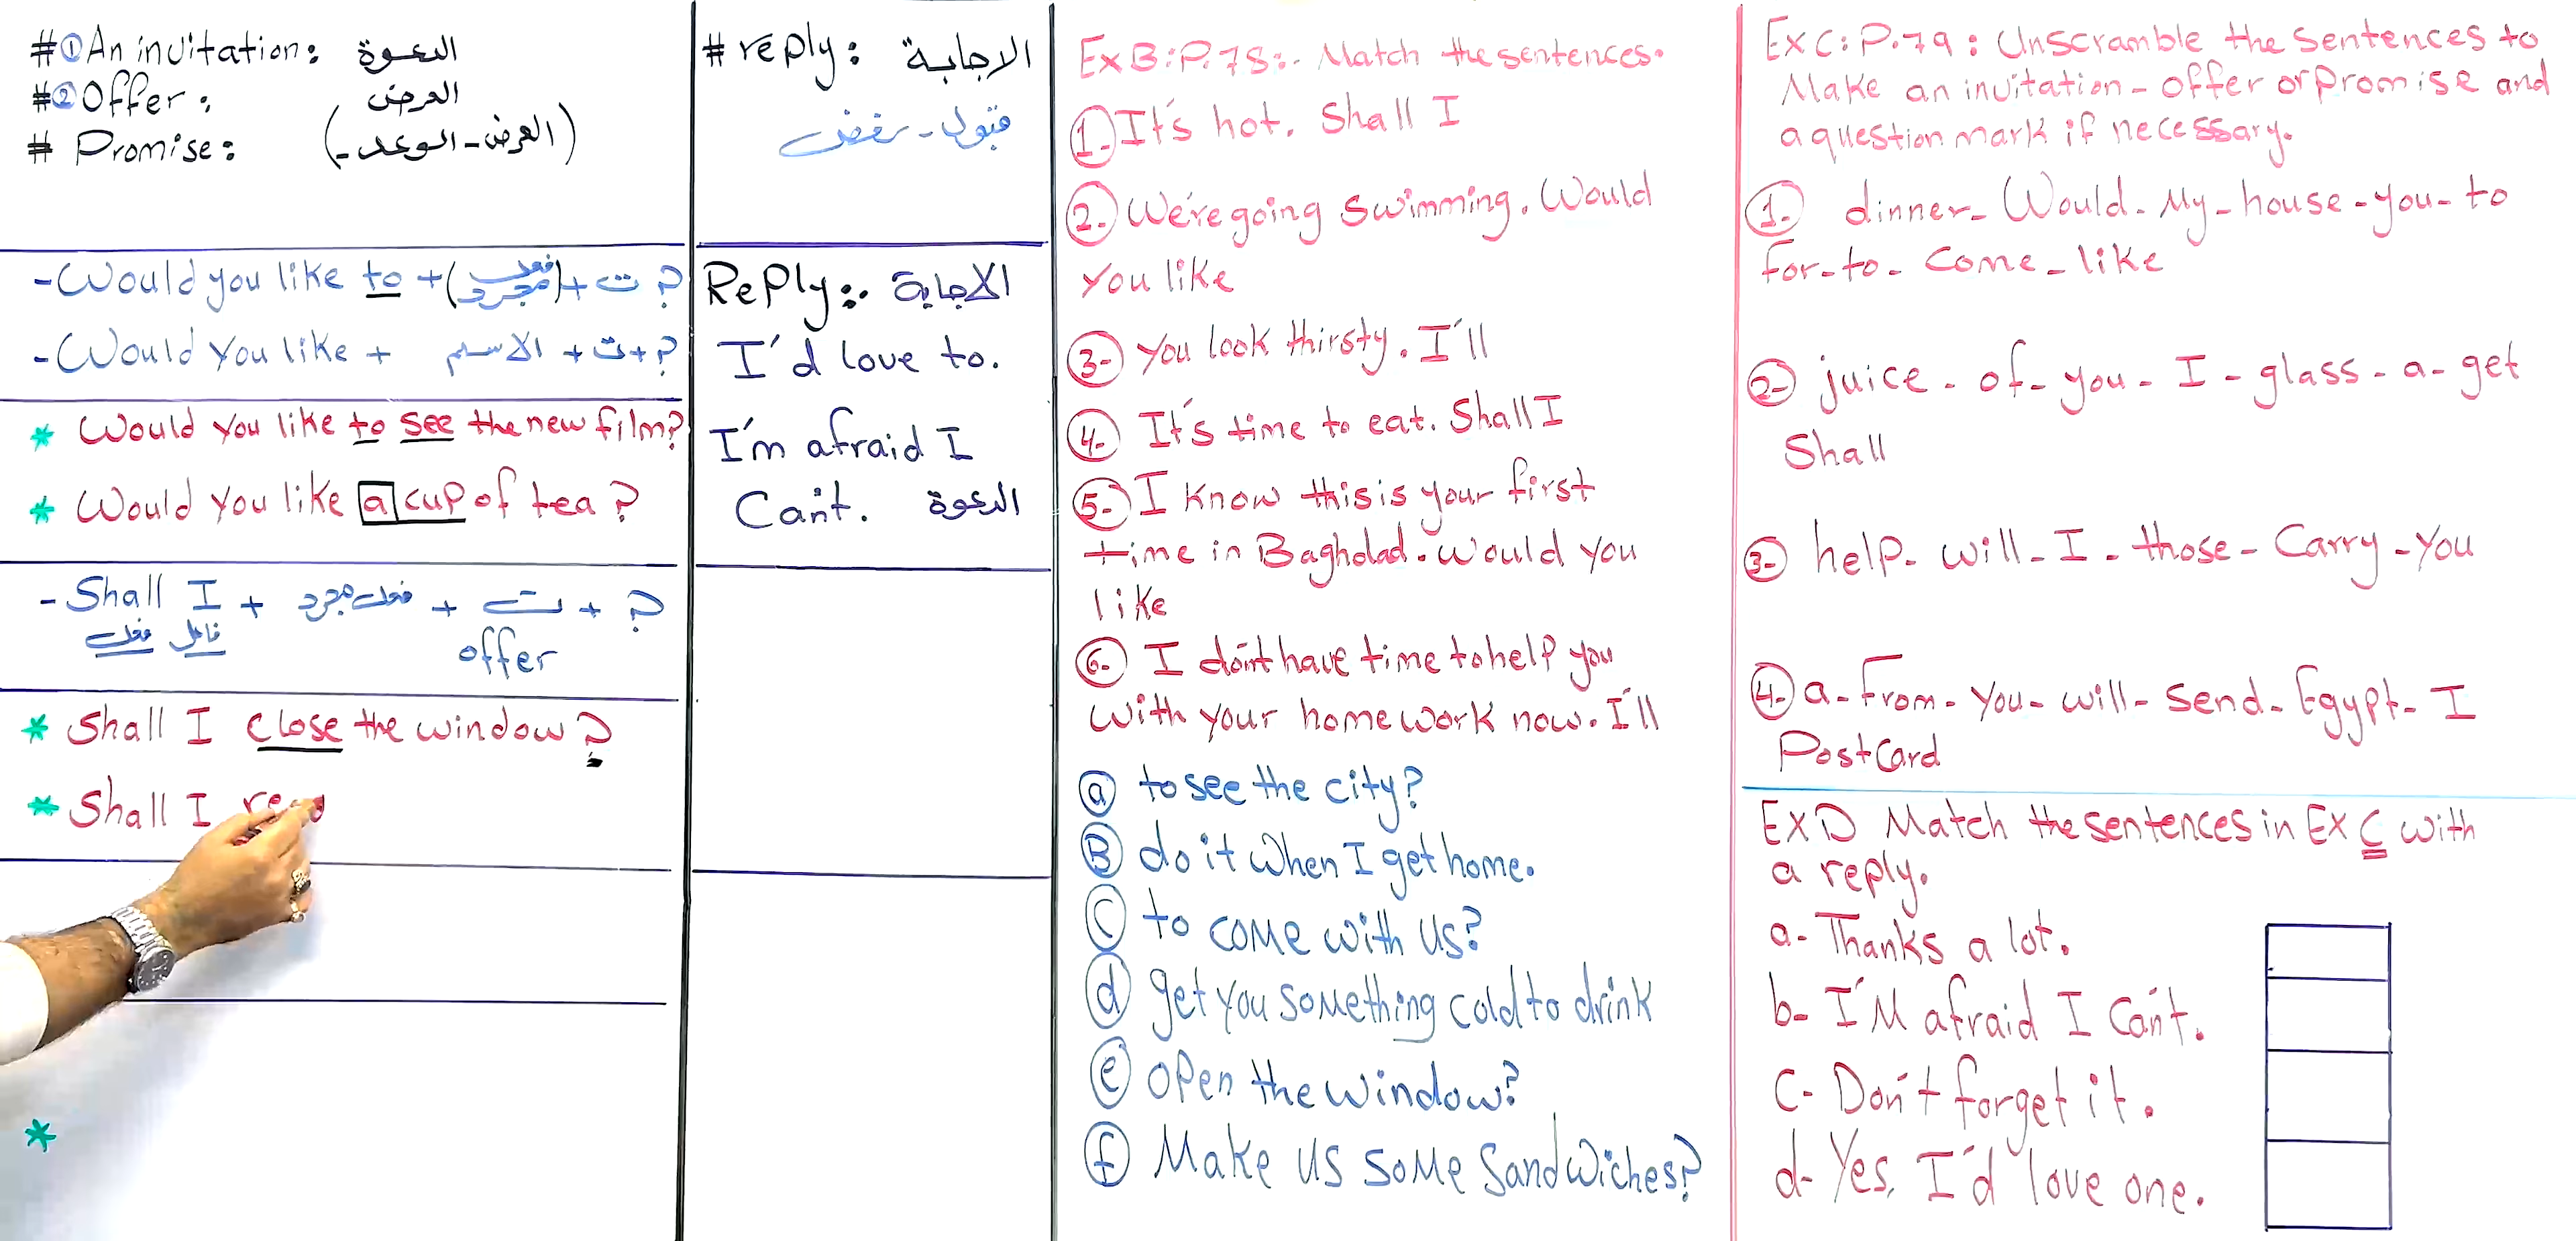 #① An invitation: الدعوة
#② Offer: العرض
# Promise: (العرض - الوعد-)
- Would you like to + (فعل مجرد) + ت ?
- Would you like + الاسم + ت + ?
* Would you like to see the new film?
* Would you like a cup of tea?
- Shall I + فعل مجرد + ت + ?
فعل فاعل offer
* Shall I close the window?
* Shall I
*
# reply: الاجابة
قبول - رفض
Reply:. الاجابة
I'd love to.
I'm afraid I
Can't. الدعوة
Ex B: P. 78:. Match the sentences.
1- It's hot. Shall I
2- We're going swimming. Would
you like
3- You look thirsty. I'll
4- It's time to eat. Shall I
5- I know this is your first
time in Baghdad. Would you
like
6- I don't have time to help you
with your homework now. I'll
a to see the city?
B do it when I get home.
C to come with us?
d get you something cold to drink
e open the window?
f Make us some sandwiches?
Ex C: P. 79: Unscramble the sentences to
Make an invitation - offer or promise and
a question mark if necessary.
1- dinner - Would - My - house - you - to
for - to - Come - like
2- juice - of - you - I - glass - a - get
Shall
3- help - will - I - those - Carry - you
4- a - from - you - will - send - Egypt - I
Postcard
Ex D Match the sentences in Ex C with
a reply.
a- Thanks a lot.
b- I'M afraid I Can't.
C- Don't forget it.
d- Yes, I'd love one.